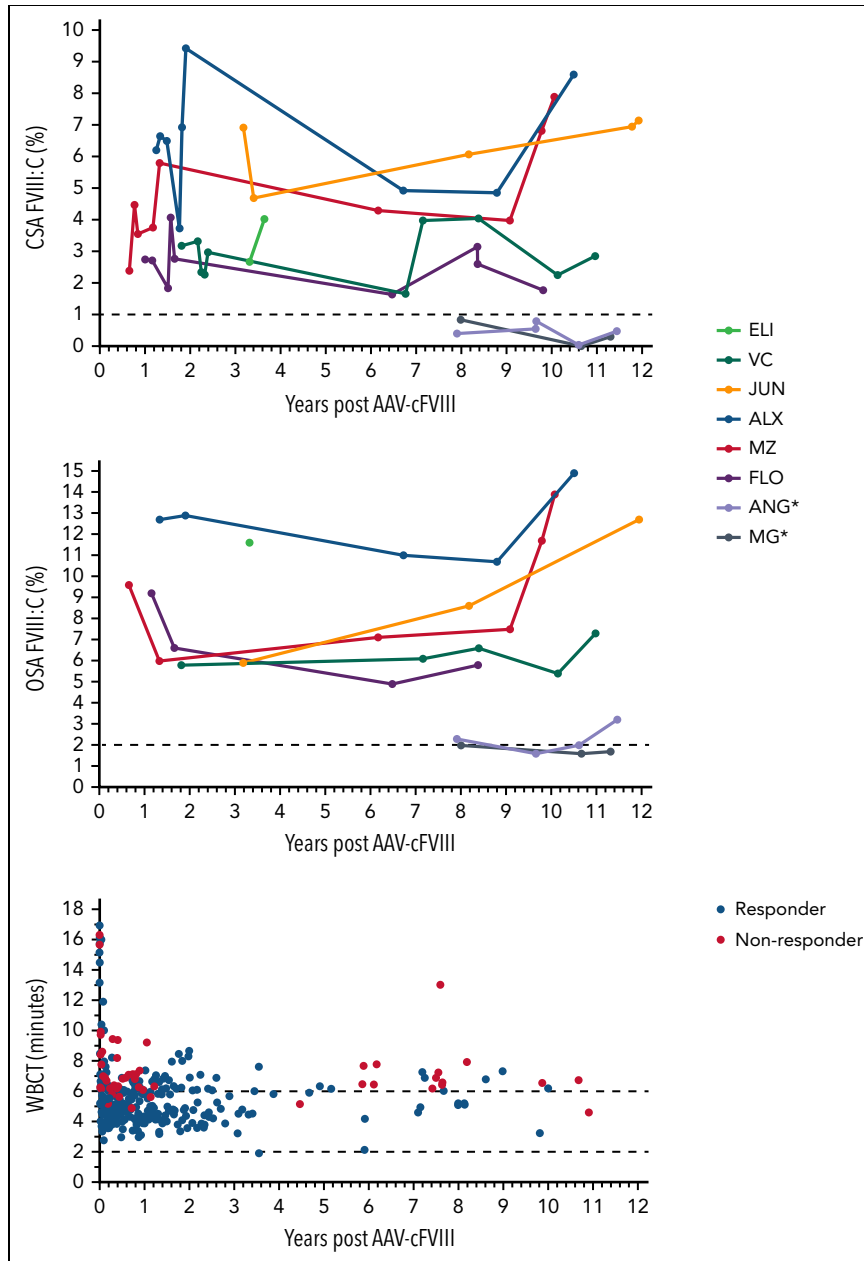 10
9
8
7
6
5
4
3
2
1
0
CSA FVIII:C (%)
0 1 2 3 4 5 6 7 8 9 10 11 12
Years post AAV-cFVIII
ELI
VC
JUN
ALX
MZ
FLO
ANG*
MG*
15
14
13
12
11
10
9
8
7
6
5
4
3
2
1
0
OSA FVIII:C (%)
0 1 2 3 4 5 6 7 8 9 10 11 12
Years post AAV-cFVIII
18
16
14
12
10
8
6
4
2
0
WBCT (minutes)
0 1 2 3 4 5 6 7 8 9 10 11 12
Years post AAV-cFVIII
Responder
Non-responder